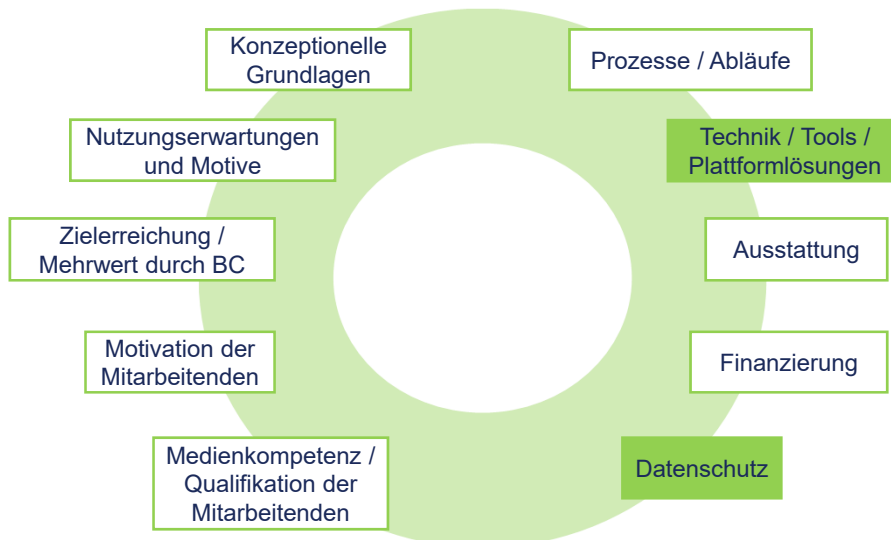 Konzeptionelle
Grundlagen
Prozesse / Abläufe
Nutzungserwartungen
und Motive
Technik / Tools /
Plattformlösungen
Zielerreichung /
Mehrwert durch BC
Ausstattung
Motivation der
Mitarbeitenden
Finanzierung
Medienkompetenz /
Qualifikation der
Mitarbeitenden
Datenschutz